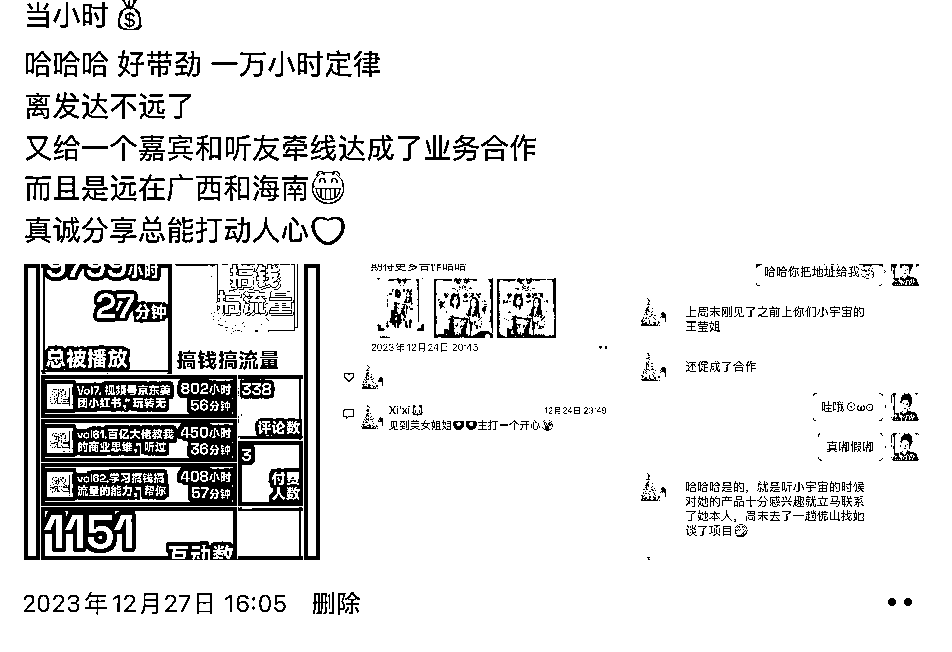 当小时💰
哈哈哈 好带劲 一万小时定律
离发达不远了
又给一个嘉宾和听友牵线达成了业务合作
而且是远在广西和海南😁
真诚分享总能打动人心❤
小时
27分钟
总被播放
搞钱
搞流量
搞钱搞流量
Vol7. 视频号京东美
团小红书，玩转无
802小时
56分钟
338
评论数
vol61.百亿大佬教我
的商业思维，听过
450小时
36分钟
3
付费
人数
vol62.学习搞钱搞
流量的能力，帮你
408小时
57分钟
1151
互动数
期待更多合作哈哈
2023年12月24日 20:43
Xi'xi
12月24日 23:49
见到美女姐姐❤❤主打一个开心
哈哈你把地址给我
上周末刚见了之前上你们小宇宙的
王莹姐
还促成了合作
哇哦⊙ω⊙
真嘟假嘟
哈哈哈是的，就是听小宇宙的时候
对她的产品十分感兴趣就立马联系
了她本人，周末去了一趟佛山找她
谈了项目
2023年12月27日 16:05 删除